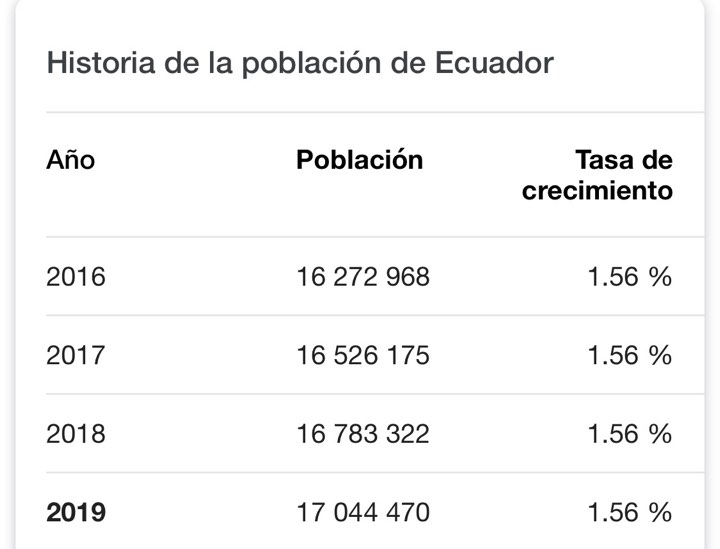 Historia de la población de Ecuador
Año Población Tasa de
crecimiento
2016 16 272 968 1.56 %
2017 16 526 175 1.56 %
2018 16 783 322 1.56 %
2019 17 044 470 1.56 %